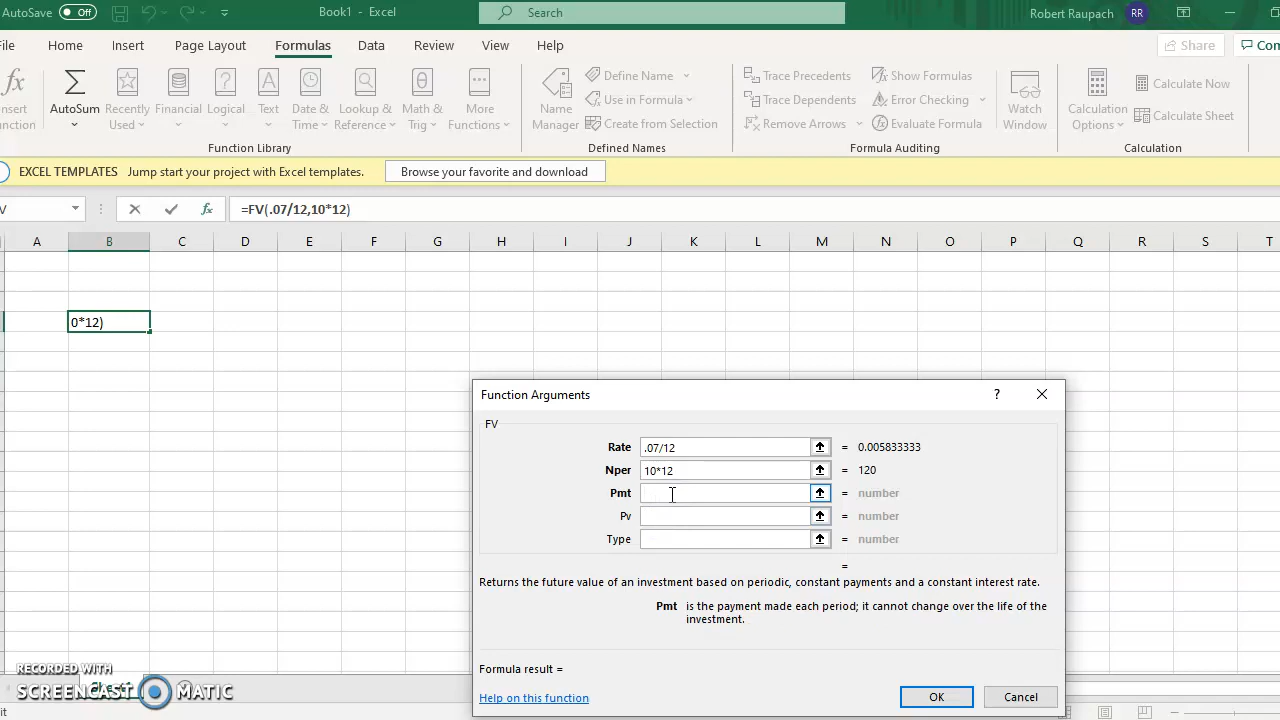 AutoSave Off Book1 - Excel Search Robert Raupach RR
File Home Insert Page Layout Formulas Data Review View Help Share Com
Insert Function
AutoSum Recently Used Financial Logical Text Date & Time Lookup & Reference Math & Trig More Functions
Name Manager Define Name Use in Formula Create from Selection
Trace Precedents Trace Dependents Remove Arrows Show Formulas Error Checking Evaluate Formula Watch Window
Calculation Options Calculate Now Calculate Sheet
Function Library Defined Names Formula Auditing Calculation
EXCEL TEMPLATES Jump start your project with Excel templates. Browse your favorite and download
V fx =FV(.07/12,10*12)
A B C D E F G H I J K L M N O P Q R S T
0*12)
Function Arguments ?
FV
Rate .07/12 = 0.005833333
Nper 10*12 = 120
Pmt = number
Pv = number
Type = number
=
Returns the future value of an investment based on periodic, constant payments and a constant interest rate.
Pmt is the payment made each period; it cannot change over the life of the
investment.
Formula result =
Help on this function OK Cancel
RECORDED WITH
SCREENCAST MATIC